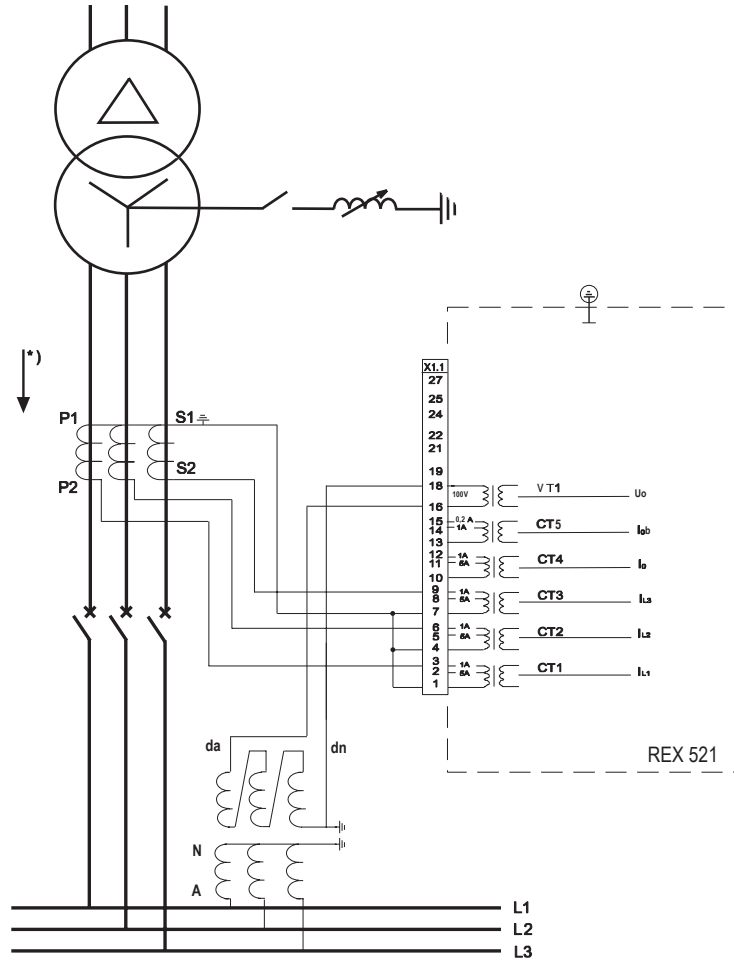 *)
X1.1
27
25
24
P1 S1
22
21
S2
19
P2
18 100V VT1 Uo
16
15 0,2 A CT5 Iob
14 1A
13
12 1A CT4 Io
11 5A
10
9 1A CT3 IL3
8 5A
7
6 1A CT2 IL2
5 5A
4
3 1A CT1 IL1
2 5A
1
da dn
REX 521
N
A
L1
L2
L3